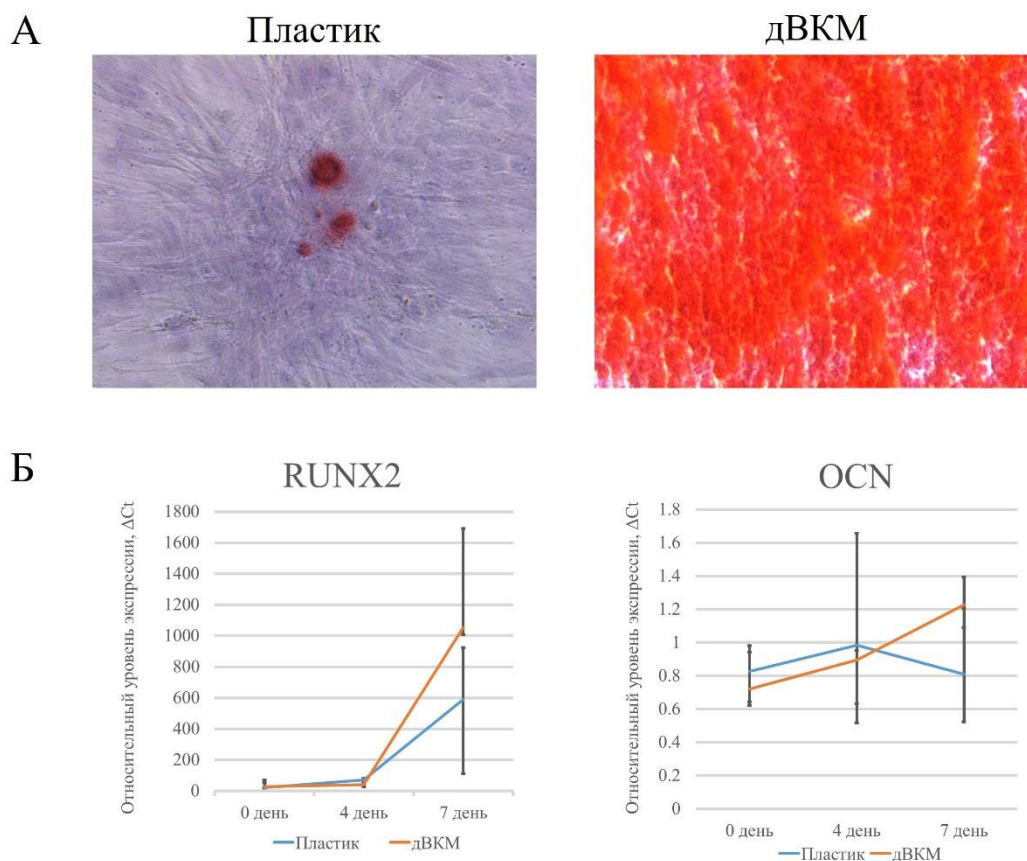 А
Пластик
дВКМ
Б
RUNX2
Относительный уровень экспрессии, ΔCt
1800
1600
1400
1200
1000
800
600
400
200
0
0 день
4 день
7 день
Пластик
дВКМ
OCN
Относительный уровень экспрессии, ΔCt
1.8
1.6
1.4
1.2
1
0.8
0.6
0.4
0.2
0
0 день
4 день
7 день
Пластик
дВКМ